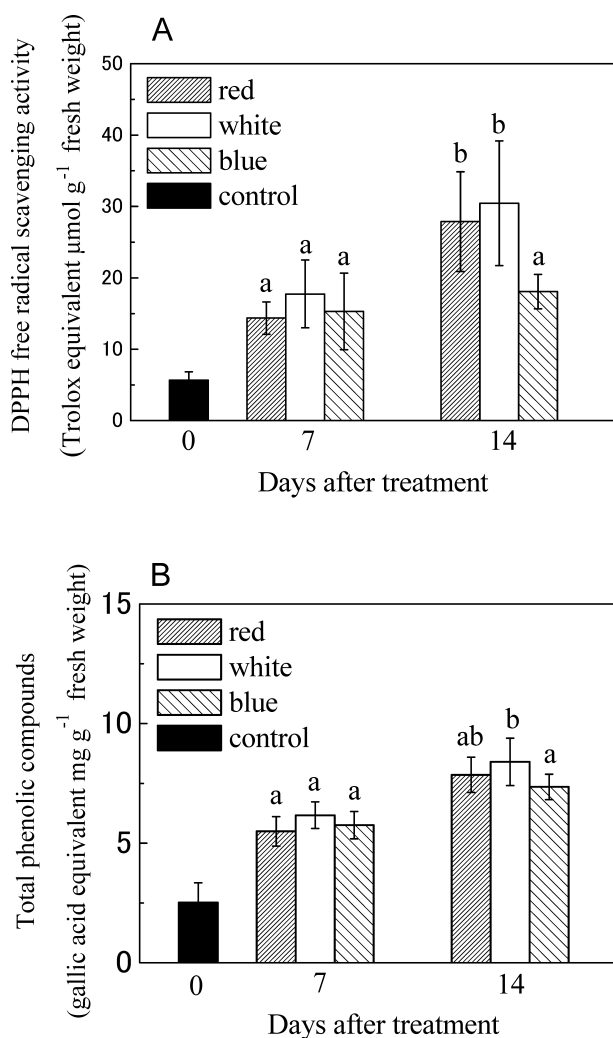 A
DPPH free radical scavenging activity
(Trolox equivalent μmol g⁻¹ fresh weight)
50
40
30
20
10
0
red
white
blue
control
a
a
a
b
b
a
0
7
14
Days after treatment
B
Total phenolic compounds
(gallic acid equivalent mg g⁻¹ fresh weight)
15
10
5
0
red
white
blue
control
a
a
a
ab
b
a
0
7
14
Days after treatment